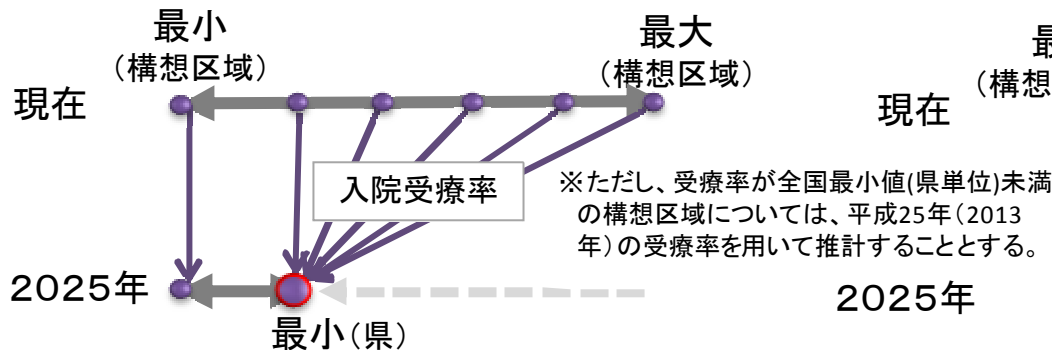 最小
(構想区域)
最大
(構想区域)
現在
入院受療率
※ただし、受療率が全国最小値(県単位)未満
の構想区域については、平成25年(2013
年)の受療率を用いて推計することとする。
2025年
最小(県)
(構想
現在
2025年